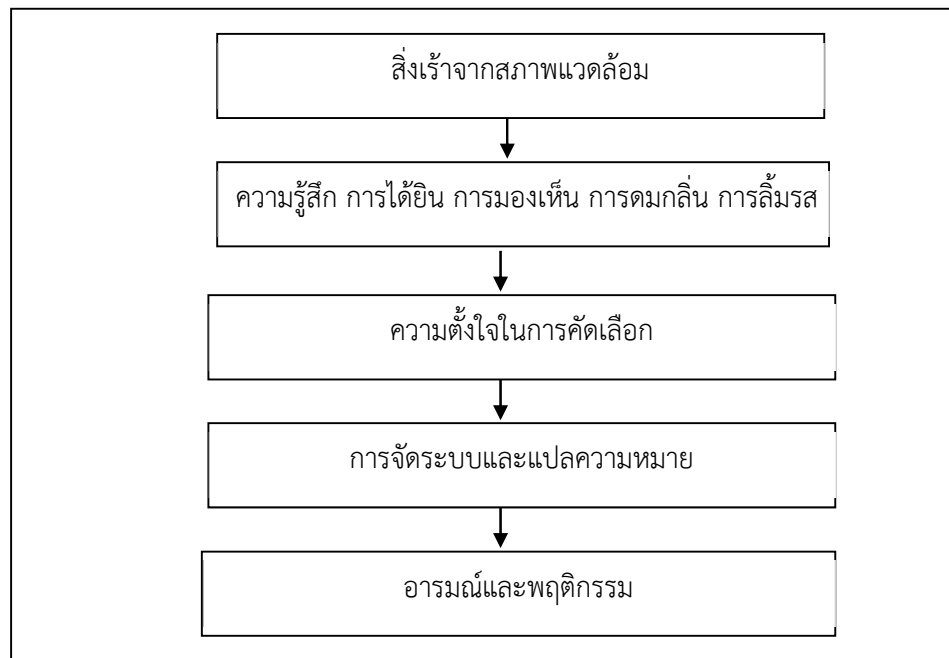 สิ่งเร้าจากสภาพแวดล้อม
ความรู้สึก การได้ยิน การมองเห็น การดมกลิ่น การลิ้มรส
ความตั้งใจในการคัดเลือก
การจัดระบบและแปลความหมาย
อารมณ์และพฤติกรรม